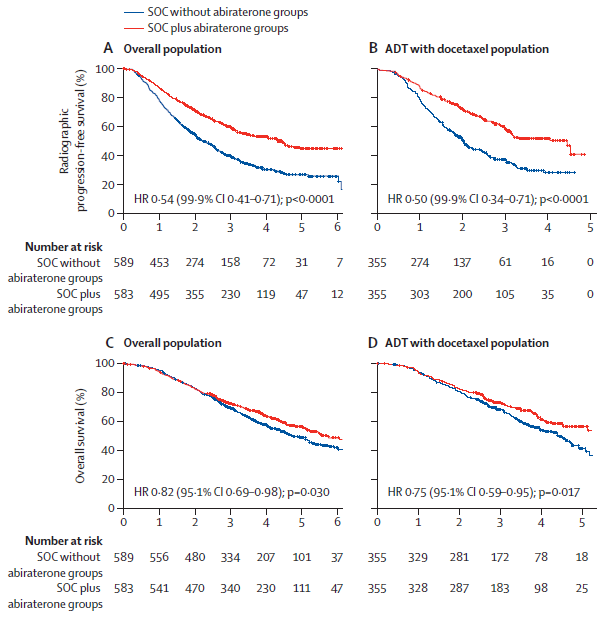 SOC without abiraterone groups
SOC plus abiraterone groups
A Overall population
B ADT with docetaxel population
Radiographic
progression-free survival (%)
100
80
60
40
20
0
HR 0·54 (99·9% CI 0·41–0·71); p<0·0001
HR 0·50 (99·9% CI 0·34–0·71); p<0·0001
0 1 2 3 4 5 6
0 1 2 3 4 5
Number at risk
SOC without 589 453 274 158 72 31 7 355 274 137 61 16 0
abiraterone groups
SOC plus 583 495 355 230 119 47 12 355 303 200 105 35 0
abiraterone groups
C Overall population
D ADT with docetaxel population
Overall survival (%)
100
80
60
40
20
0
HR 0·82 (95·1% CI 0·69–0·98); p=0·030
HR 0·75 (95·1% CI 0·59–0·95); p=0·017
0 1 2 3 4 5 6
0 1 2 3 4 5
Number at risk
SOC without 589 556 480 334 207 101 37 355 329 281 172 78 18
abiraterone groups
SOC plus 583 541 470 340 230 111 47 355 328 287 183 98 25
abiraterone groups